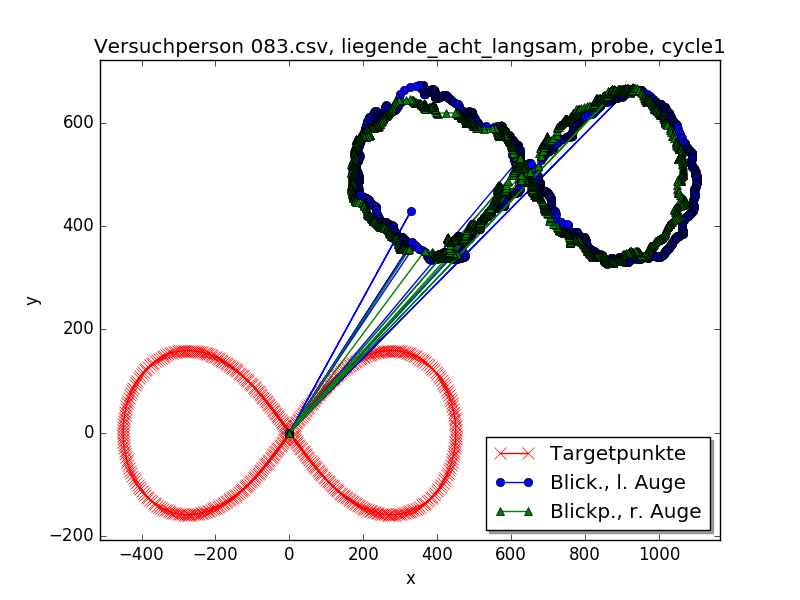 Versuchperson 083.csv, liegende_acht_langsam, probe, cycle1
600
400
y
200
0
−200
Targetpunkte
Blick., l. Auge
Blickp., r. Auge
−400
−200
0
200
400
600
800
1000
x